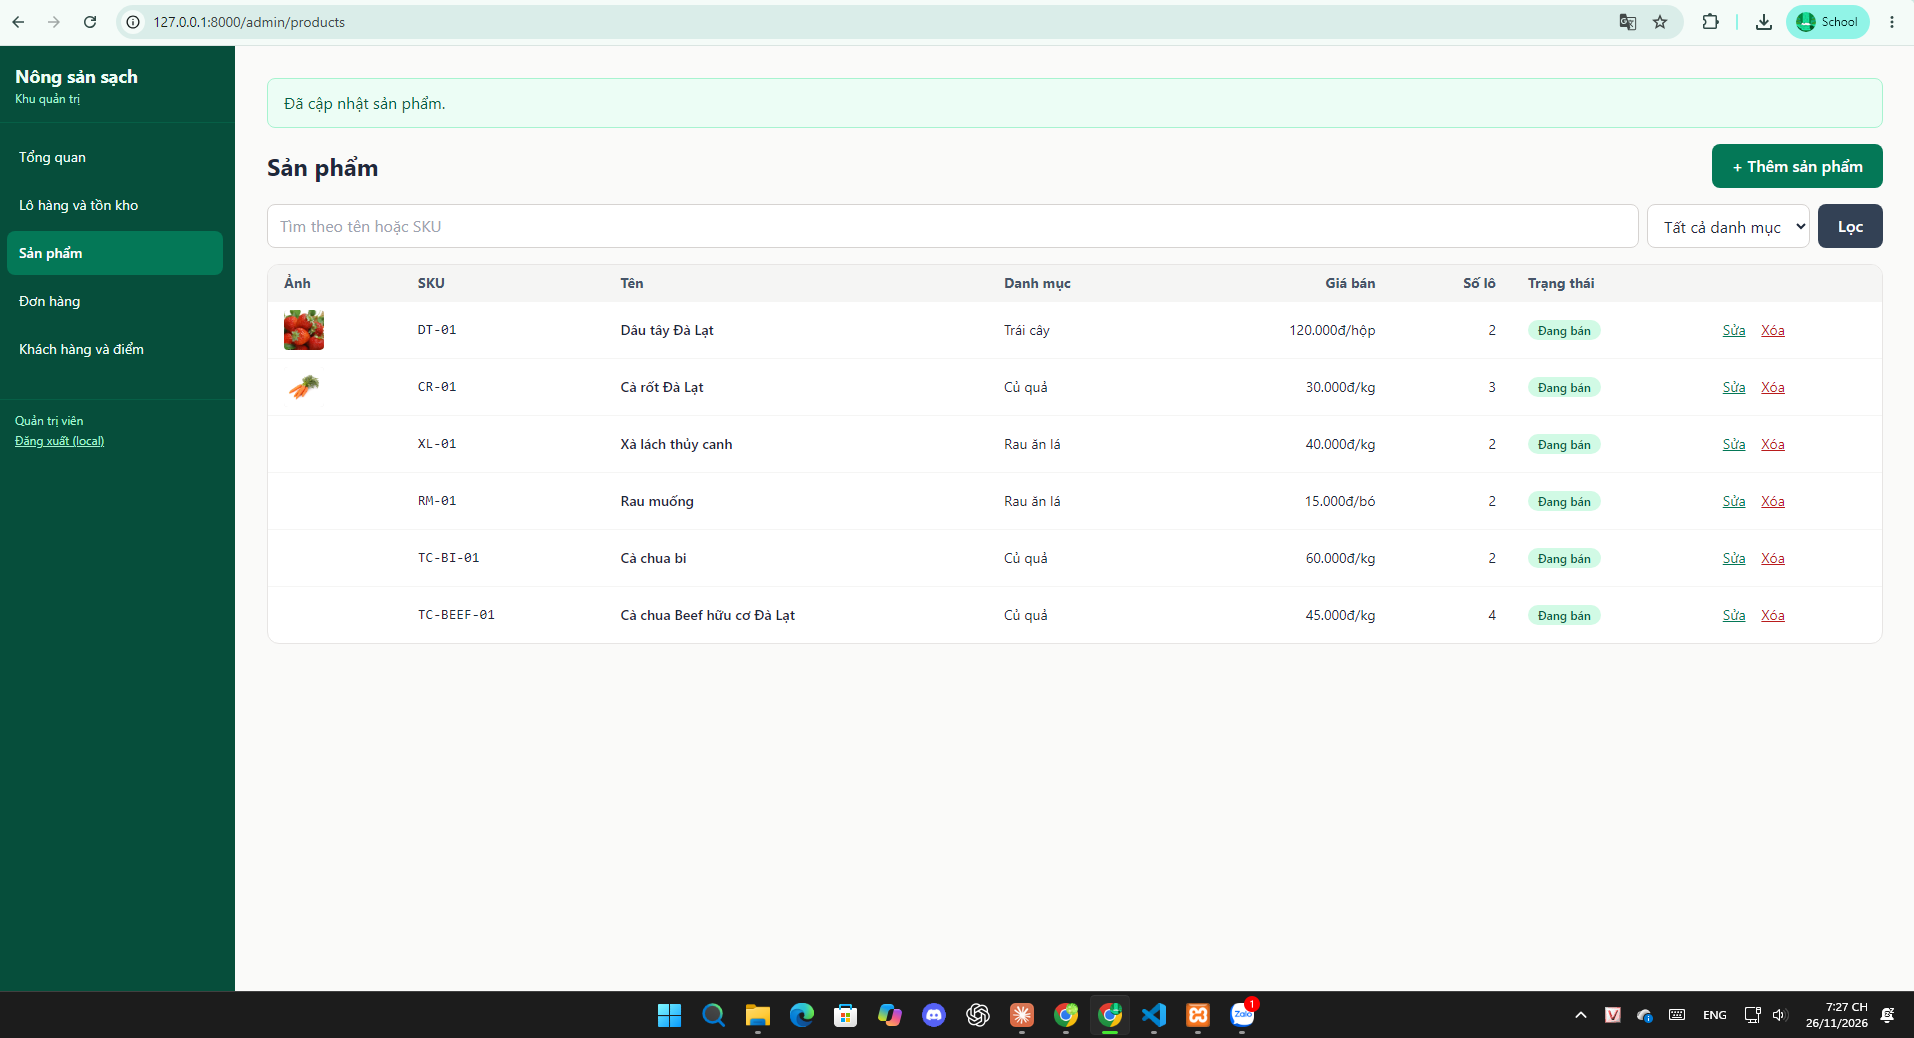 127.0.0.1:8000/admin/products
School
Nông sản sạch
Khu quản trị
Tổng quan
Lô hàng và tồn kho
Sản phẩm
Đơn hàng
Khách hàng và điểm
Quản trị viên
Đăng xuất (local)
Đã cập nhật sản phẩm.
Sản phẩm
+ Thêm sản phẩm
Tìm theo tên hoặc SKU
Tất cả danh mục
Lọc
Ảnh SKU Tên Danh mục Giá bán Số lô Trạng thái
DT-01 Dâu tây Đà Lạt Trái cây 120.000đ/hộp 2 Đang bán Sửa Xóa
CR-01 Cà rốt Đà Lạt Củ quả 30.000đ/kg 3 Đang bán Sửa Xóa
XL-01 Xà lách thủy canh Rau ăn lá 40.000đ/kg 2 Đang bán Sửa Xóa
RM-01 Rau muống Rau ăn lá 15.000đ/bó 2 Đang bán Sửa Xóa
TC-BI-01 Cà chua bi Củ quả 60.000đ/kg 2 Đang bán Sửa Xóa
TC-BEEF-01 Cà chua Beef hữu cơ Đà Lạt Củ quả 45.000đ/kg 4 Đang bán Sửa Xóa
Zalo
1
V
ENG
7:27 CH
26/11/2026